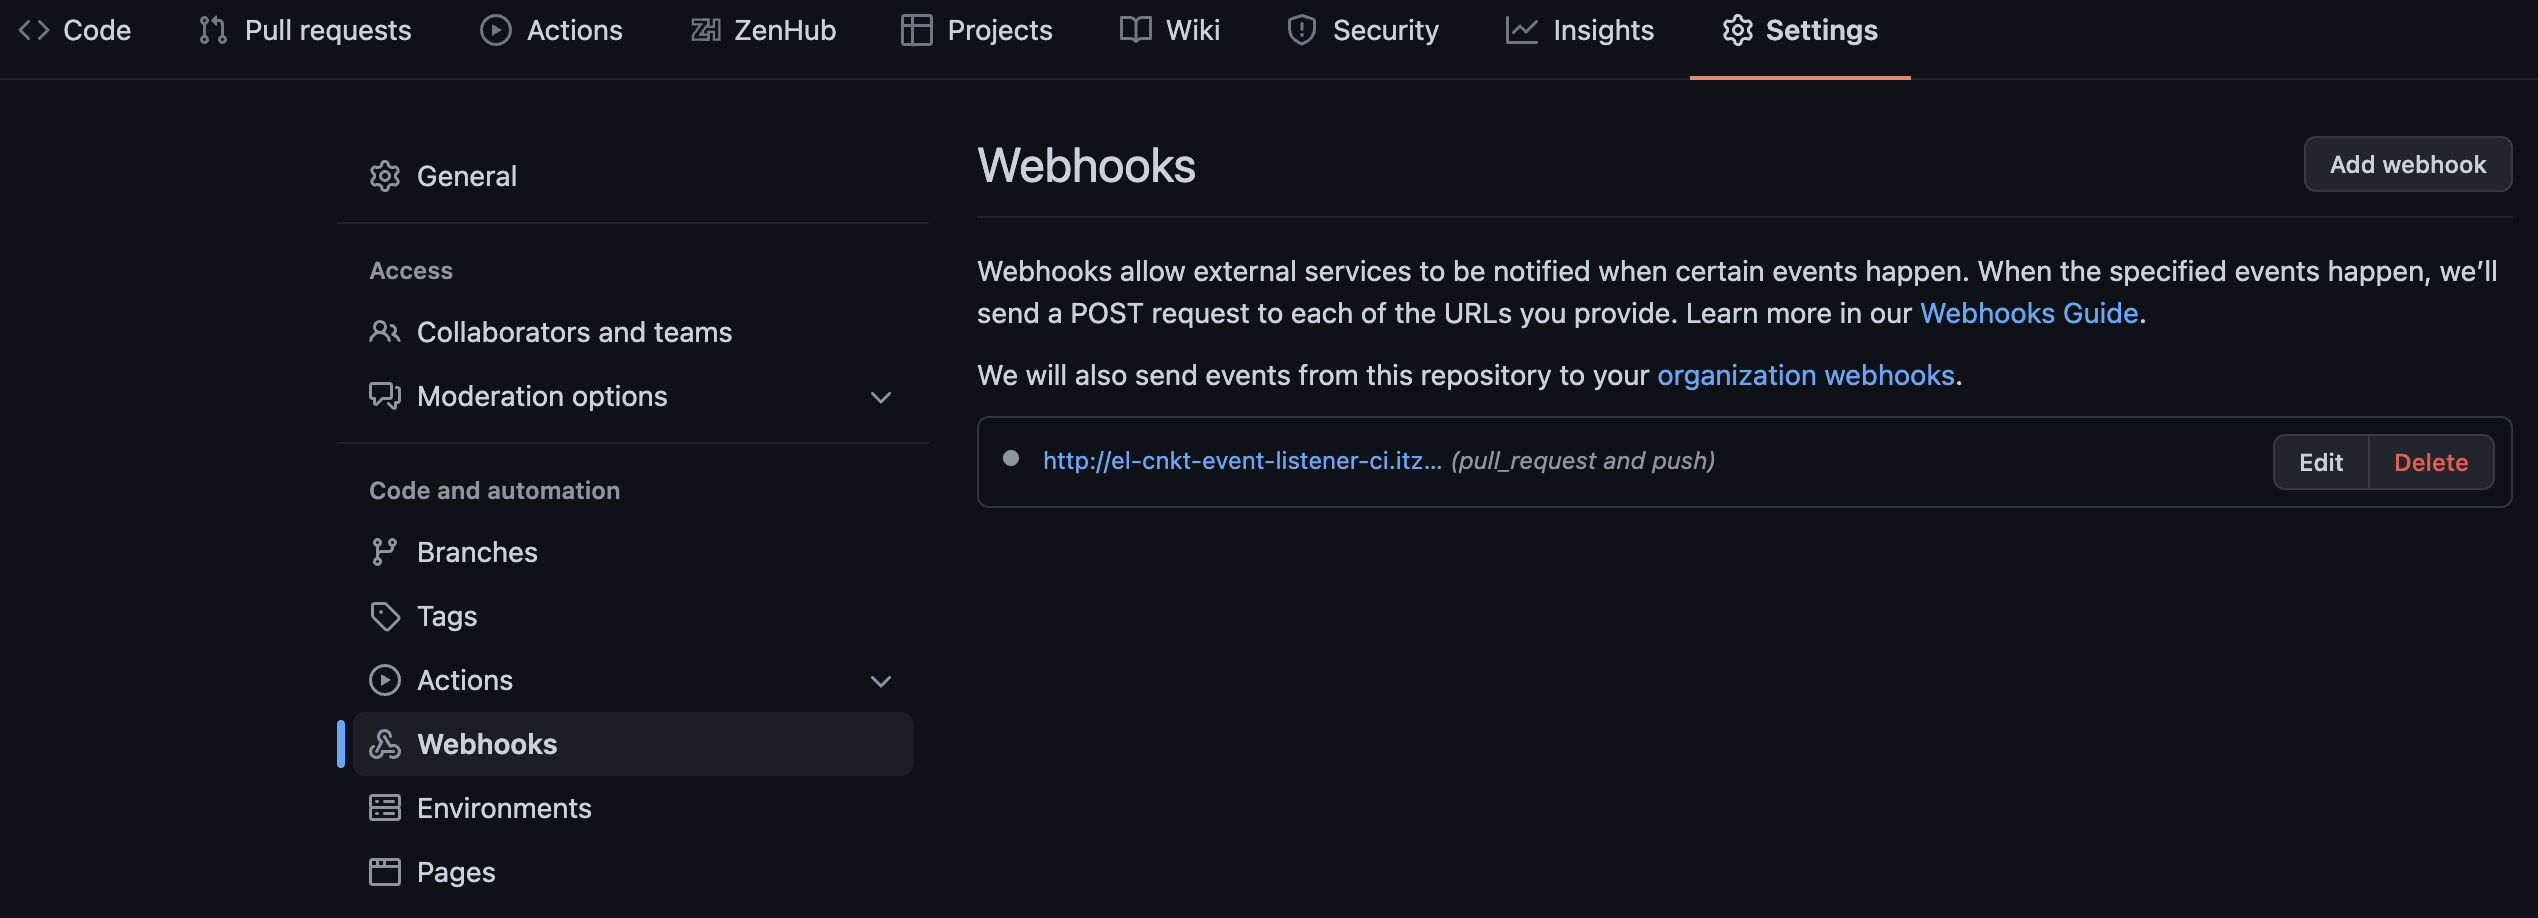 Code Pull requests Actions ZenHub Projects Wiki Security Insights Settings
General
Access
Collaborators and teams
Moderation options
Code and automation
Branches
Tags
Actions
Webhooks
Environments
Pages
Webhooks
Add webhook
Webhooks allow external services to be notified when certain events happen. When the specified events happen, we’ll
send a POST request to each of the URLs you provide. Learn more in our Webhooks Guide.
We will also send events from this repository to your organization webhooks.
http://el-cnkt-event-listener-ci.itz... (pull_request and push)
Edit Delete